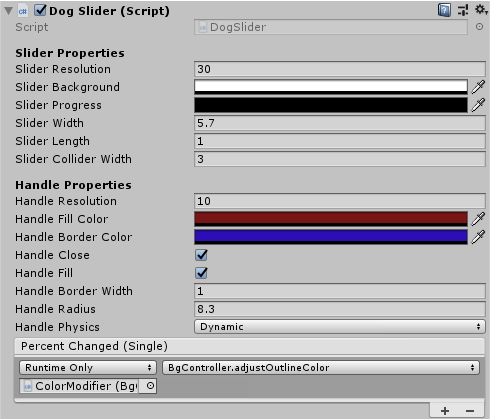 Dog Slider (Script)
Script DogSlider
Slider Properties
Slider Resolution 30
Slider Background
Slider Progress
Slider Width 5.7
Slider Length 1
Slider Collider Width 3
Handle Properties
Handle Resolution 10
Handle Fill Color
Handle Border Color
Handle Close
Handle Fill
Handle Border Width 1
Handle Radius 8.3
Handle Physics Dynamic
Percent Changed (Single)
Runtime Only BgController.adjustOutlineColor
ColorModifier (Bg